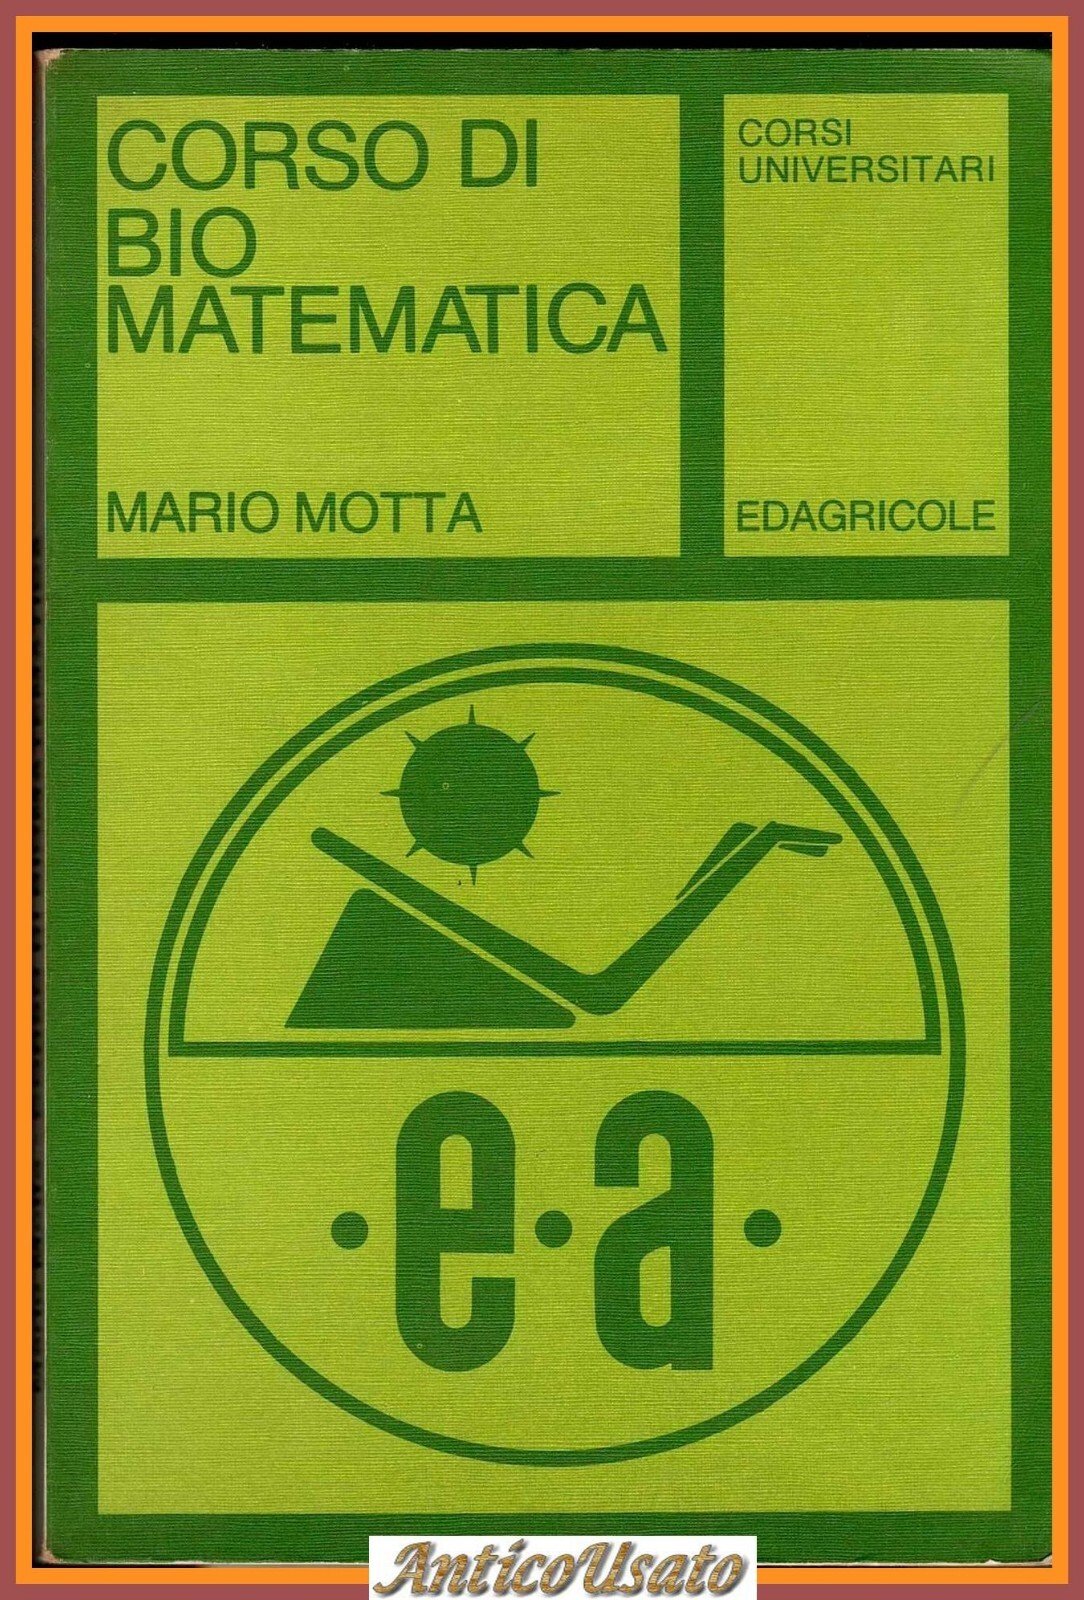 CORSO DI
BIO
MATEMATICA
MARIO MOTTA
CORSI
UNIVERSITARI
EDAGRICOLE
·e·a·
AnticoUsato